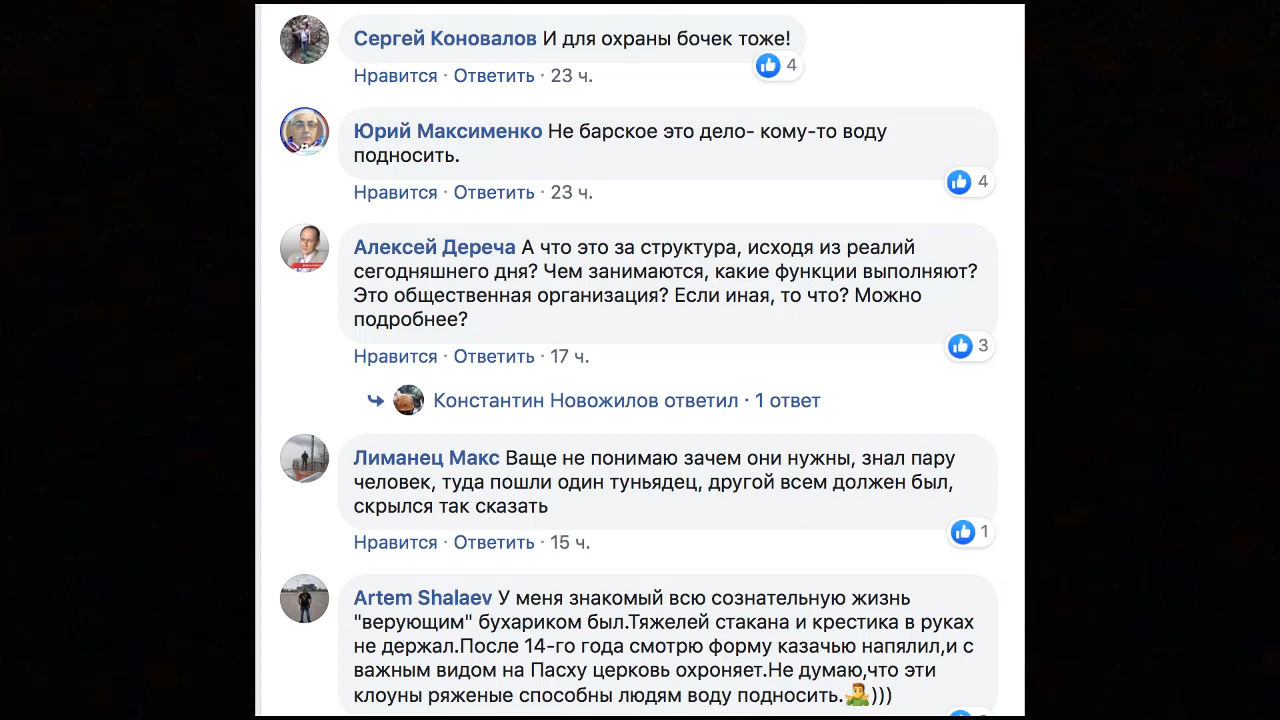 Сергей Коновалов И для охраны бочек тоже!
4
Нравится · Ответить · 23 ч.
Юрий Максименко Не барское это дело- кому-то воду
подносить.
4
Нравится · Ответить · 23 ч.
Алексей Дереча А что это за структура, исходя из реалий
сегодняшнего дня? Чем занимаются, какие функции выполняют?
Это общественная организация? Если иная, то что? Можно
подробнее?
3
Нравится · Ответить · 17 ч.
Константин Новожилов ответил · 1 ответ
Лиманец Макс Ваще не понимаю зачем они нужны, знал пару
человек, туда пошли один туньядец, другой всем должен был,
скрылся так сказать
1
Нравится · Ответить · 15 ч.
Artem Shalaev У меня знакомый всю сознательную жизнь
"верующим" бухариком был.Тяжелей стакана и крестика в руках
не держал.После 14-го года смотрю форму казачью напялил,и с
важным видом на Пасху церковь охроняет.Не думаю,что эти
клоуны ряженые способны людям воду подносить.🤷‍♂️)))